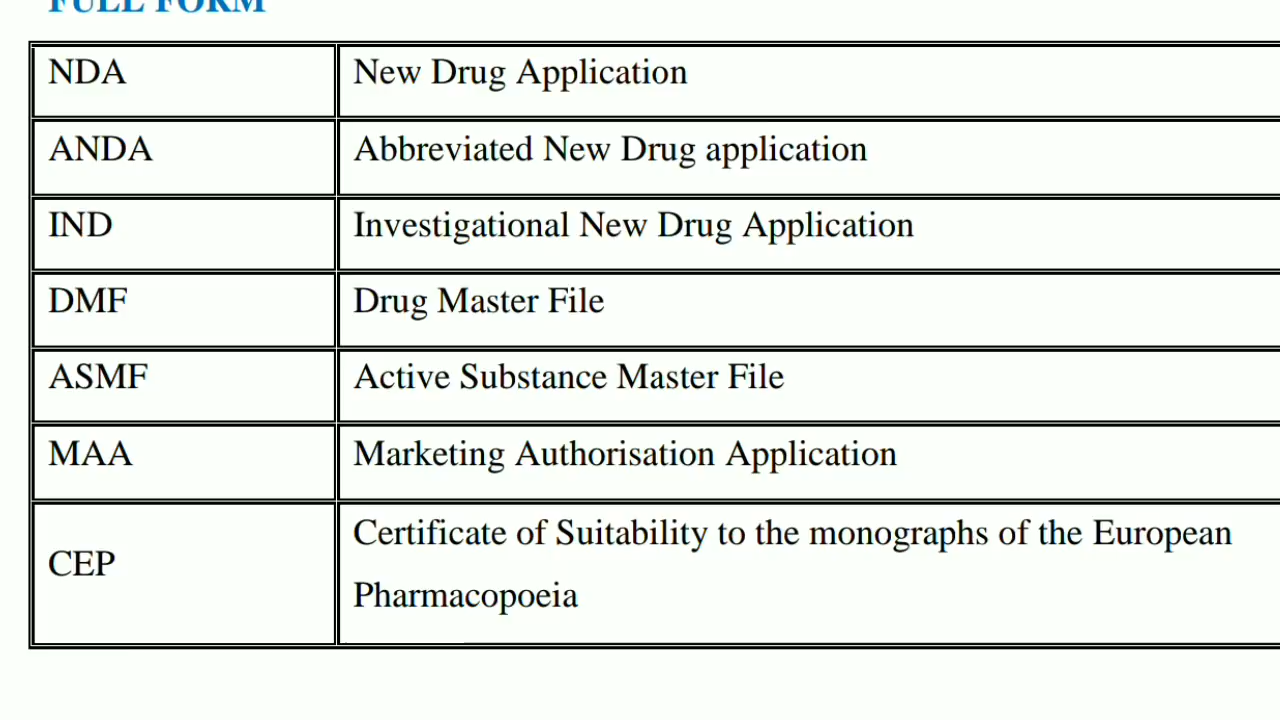 FULL FORM
NDA New Drug Application
ANDA Abbreviated New Drug application
IND Investigational New Drug Application
DMF Drug Master File
ASMF Active Substance Master File
MAA Marketing Authorisation Application
CEP Certificate of Suitability to the monographs of the European
Pharmacopoeia